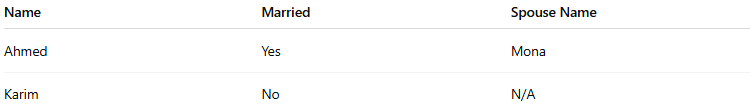 Name Married Spouse Name
Ahmed Yes Mona
Karim No N/A